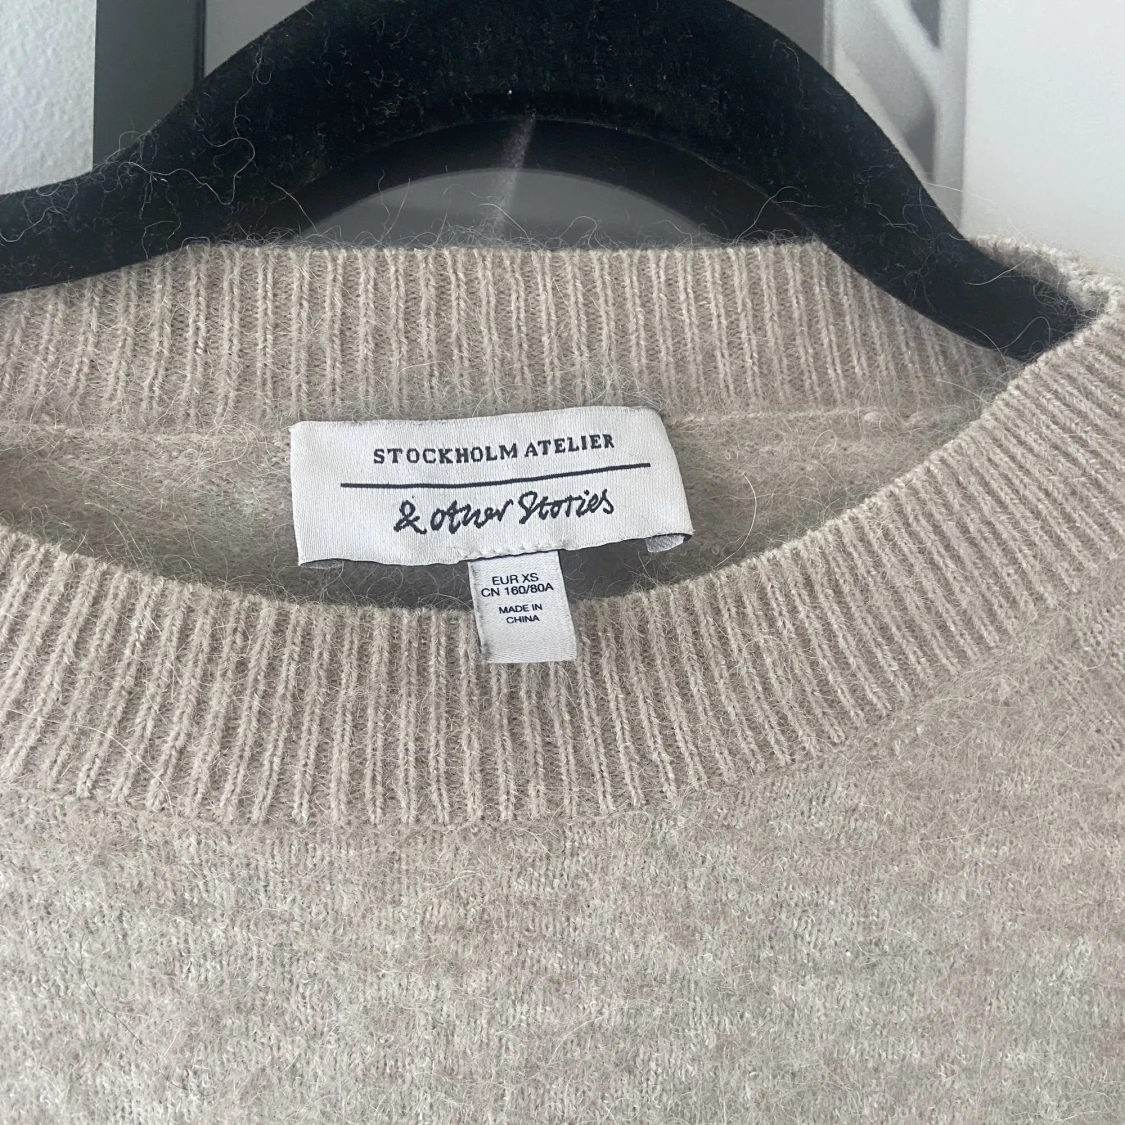 STOCKHOLM ATELIER
& other Stories
EUR XS
CN 160/80A
MADE IN
CHINA